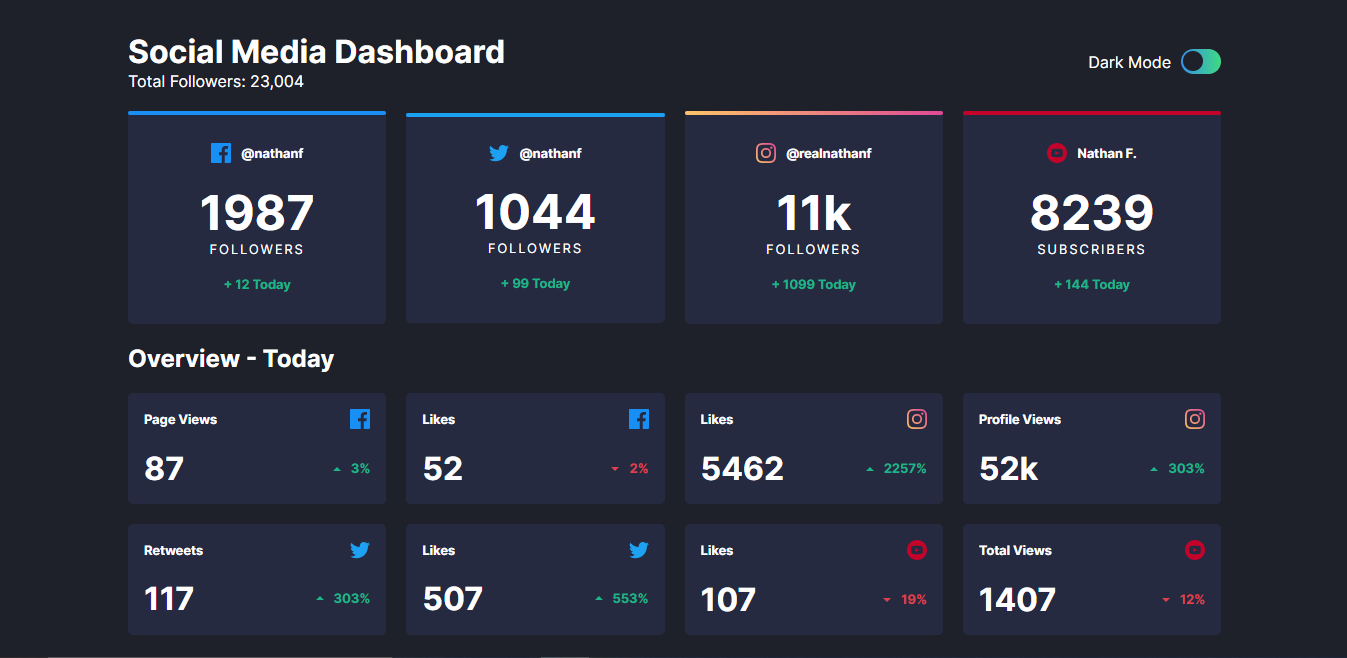 Social Media Dashboard
Total Followers: 23,004
Dark Mode
@nathanf
1987
FOLLOWERS
+ 12 Today
@nathanf
1044
FOLLOWERS
+ 99 Today
@realnathanf
11k
FOLLOWERS
+ 1099 Today
Nathan F.
8239
SUBSCRIBERS
+ 144 Today
Overview - Today
Page Views
87
3%
Likes
52
2%
Likes
5462
2257%
Profile Views
52k
303%
Retweets
117
303%
Likes
507
553%
Likes
107
19%
Total Views
1407
12%